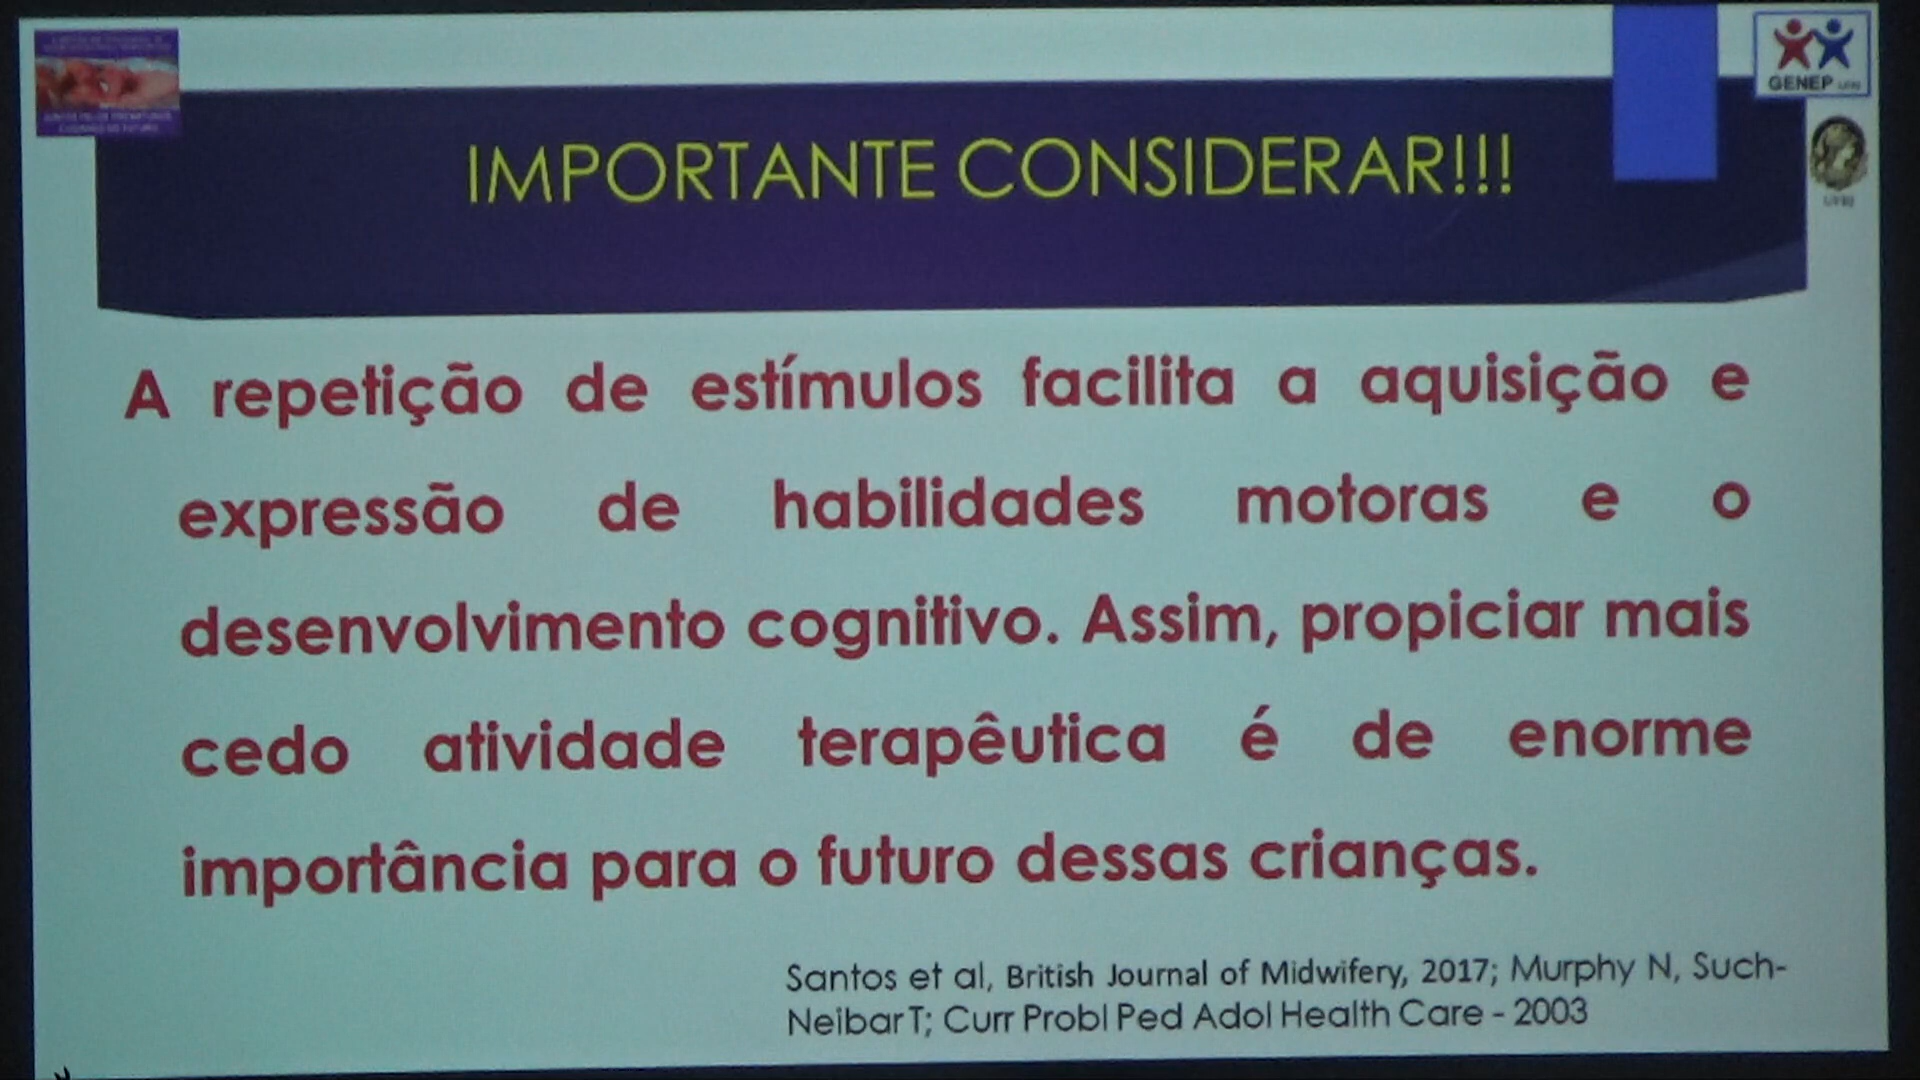 GENEP
IMPORTANTE CONSIDERAR!!!
UFRJ
A repetição de estímulos facilita a aquisição e
expressão de habilidades motoras e o
desenvolvimento cognitivo. Assim, propiciar mais
cedo atividade terapêutica é de enorme
importância para o futuro dessas crianças.
Santos et al, British Journal of Midwifery, 2017; Murphy N, Such-
Neibar T; Curr Probl Ped Adol Health Care - 2003